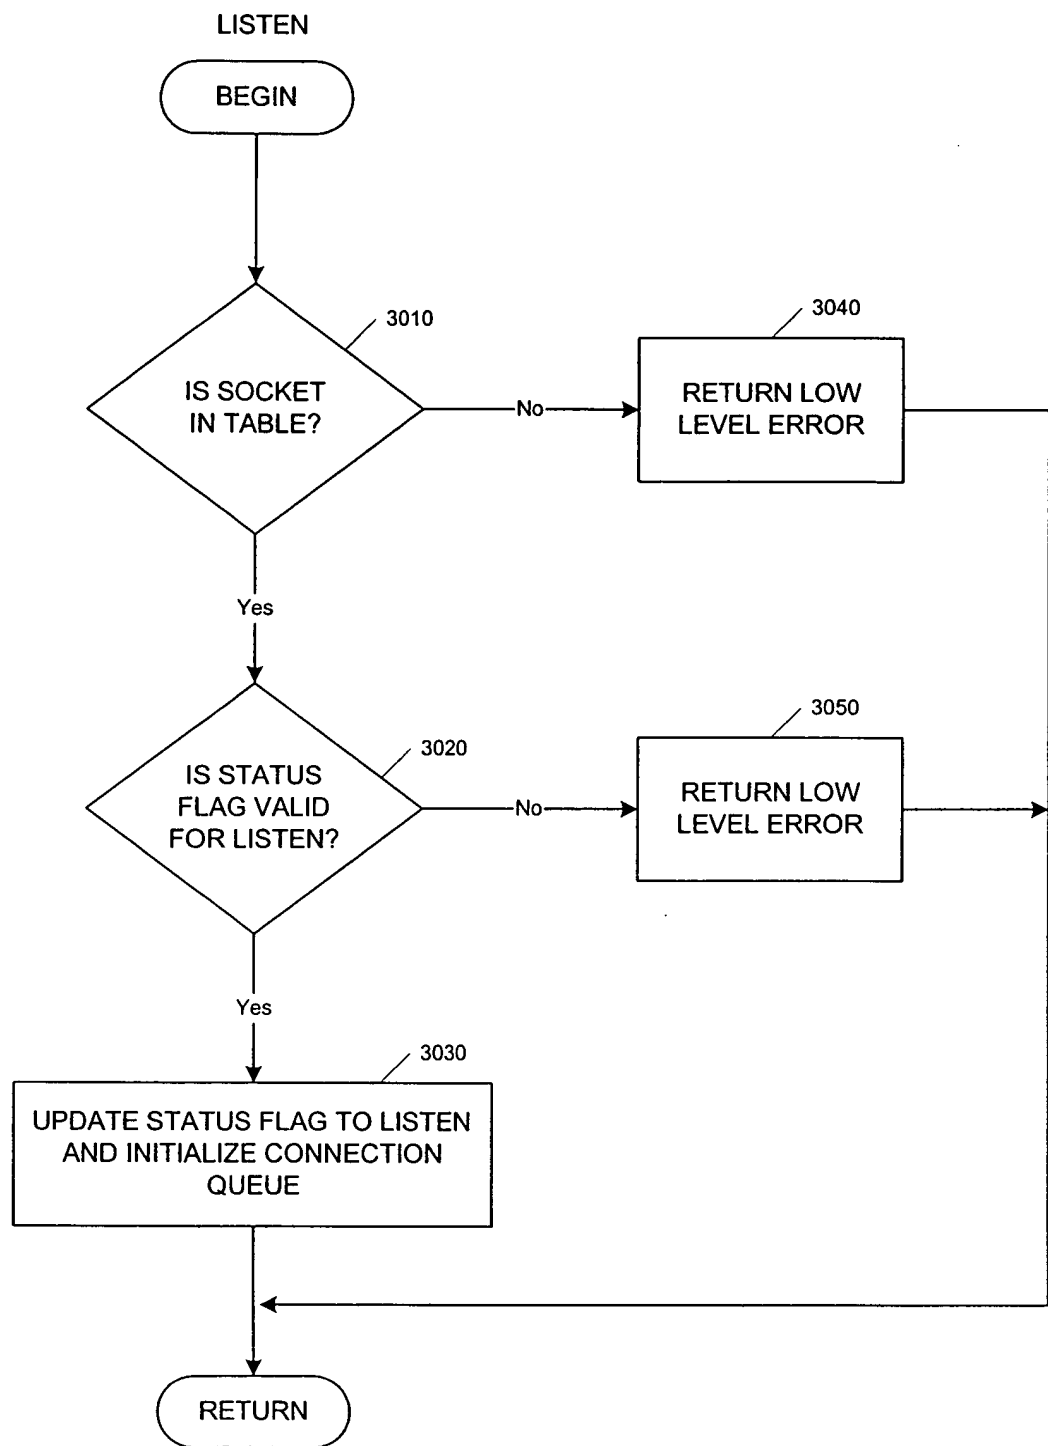 LISTEN
BEGIN
3010
IS SOCKET
IN TABLE?
No
3040
RETURN LOW
LEVEL ERROR
Yes
3020
IS STATUS
FLAG VALID
FOR LISTEN?
No
3050
RETURN LOW
LEVEL ERROR
Yes
3030
UPDATE STATUS FLAG TO LISTEN
AND INITIALIZE CONNECTION
QUEUE
RETURN